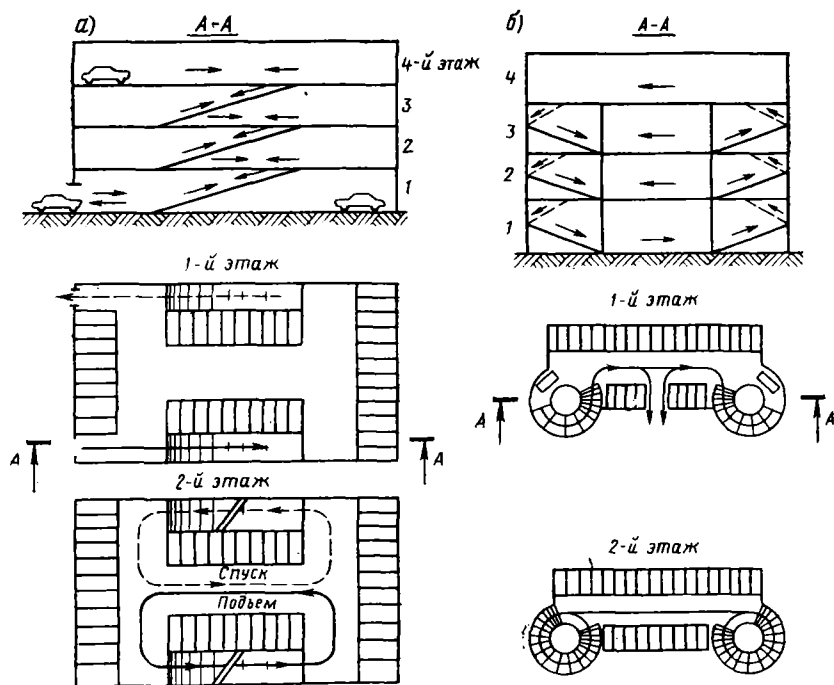 а)
А-А
4-й этаж
3
2
1
1-й этаж
А
А
2-й этаж
Спуск
Подъем
б)
А-А
4
3
2
1
1-й этаж
А
А
2-й этаж